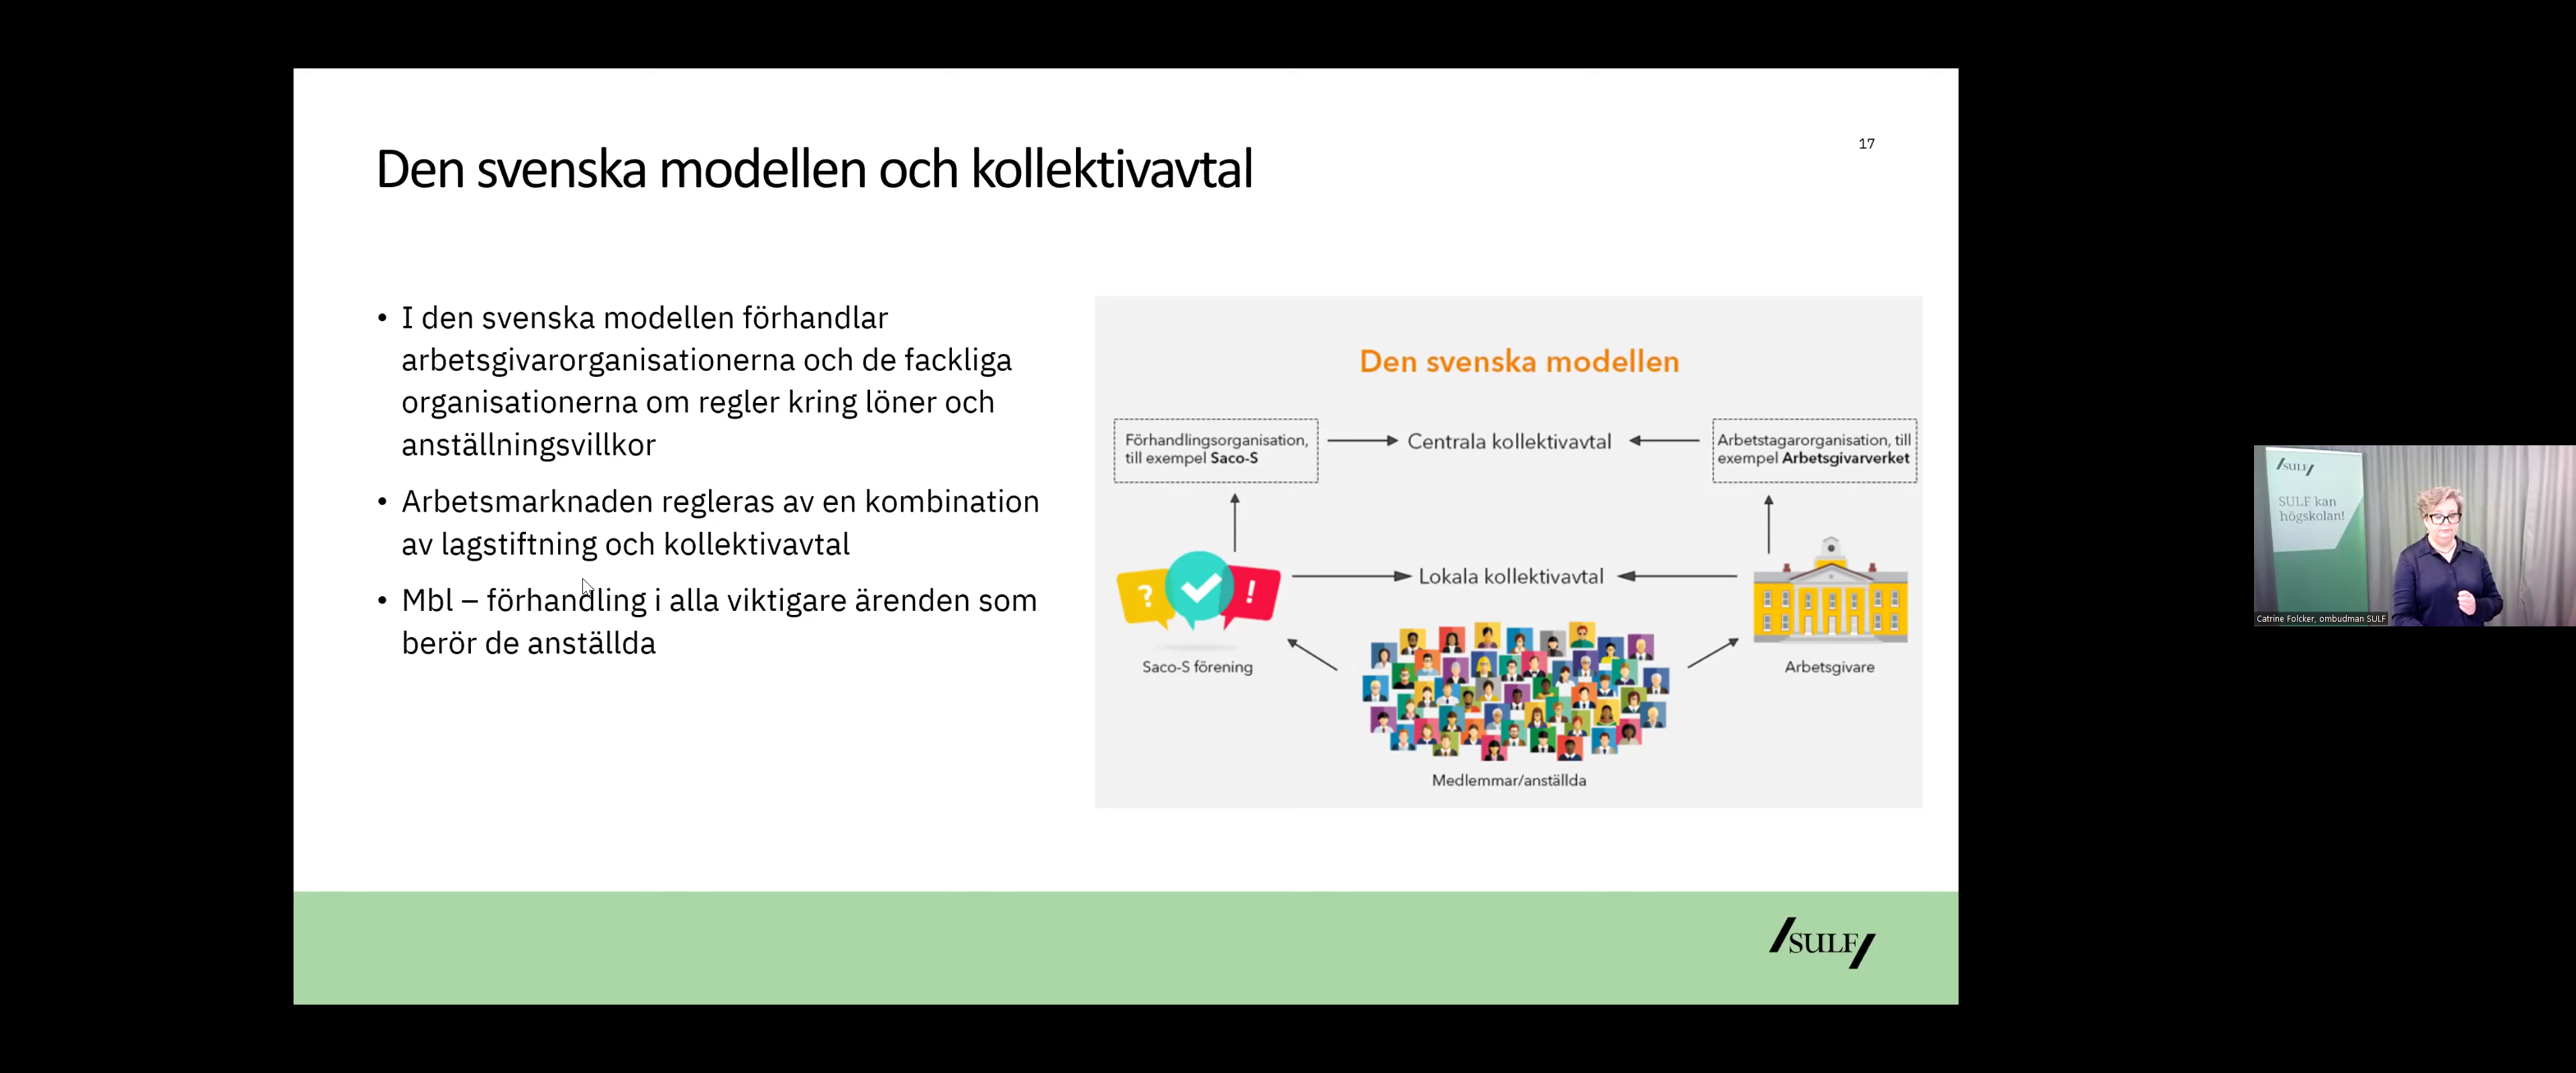 17
Den svenska modellen och kollektivavtal
• I den svenska modellen förhandlar
arbetsgivarorganisationerna och de fackliga
organisationerna om regler kring löner och
anställningsvillkor
• Arbetsmarknaden regleras av en kombination
av lagstiftning och kollektivavtal
• Mbl – förhandling i alla viktigare ärenden som
berör de anställda
Den svenska modellen
Förhandlingsorganisation,
till exempel Saco-S
Centrala kollektivavtal
Arbetstagarorganisation, till
exempel Arbetsgivarverket
?
!
Lokala kollektivavtal
Saco-S förening
Arbetsgivare
Medlemmar/anställda
/SULF/
/SULF/
SULF kan
högskolan!
Catrine Folcker, ombudman SULF